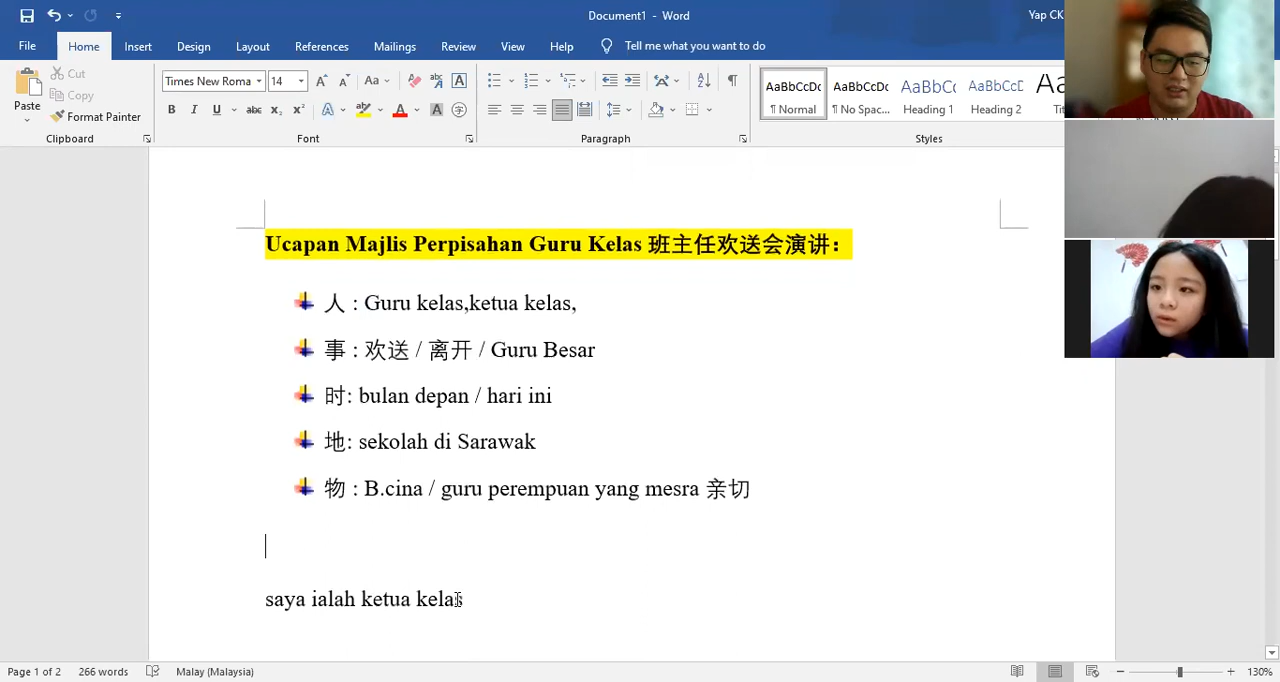 Document1 - Word
Yap CK
File Home Insert Design Layout References Mailings Review View Help Tell me what you want to do
Paste
Cut
Copy
Format Painter
Clipboard
Times New Roma 14
Font
Paragraph
AaBbCcDc AaBbCcDc AaBbC AaBbCcC
¶ Normal ¶ No Spac... Heading 1 Heading 2
Styles
Ucapan Majlis Perpisahan Guru Kelas 班主任欢送会演讲：
人 : Guru kelas,ketua kelas,
事 : 欢送 / 离开 / Guru Besar
时: bulan depan / hari ini
地: sekolah di Sarawak
物 : B.cina / guru perempuan yang mesra 亲切
saya ialah ketua kelas
Page 1 of 2 266 words Malay (Malaysia) 130%